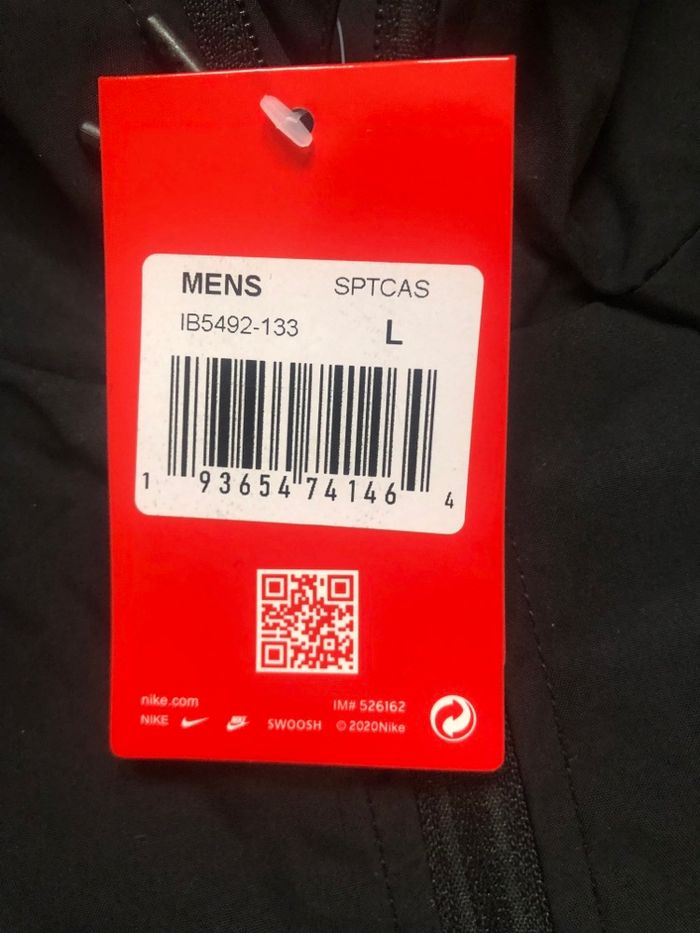 MENS SPTCAS
IB5492-133 L
1 93654 74146 4
nike.com IM# 526162
NIKE SWOOSH ©2020Nike